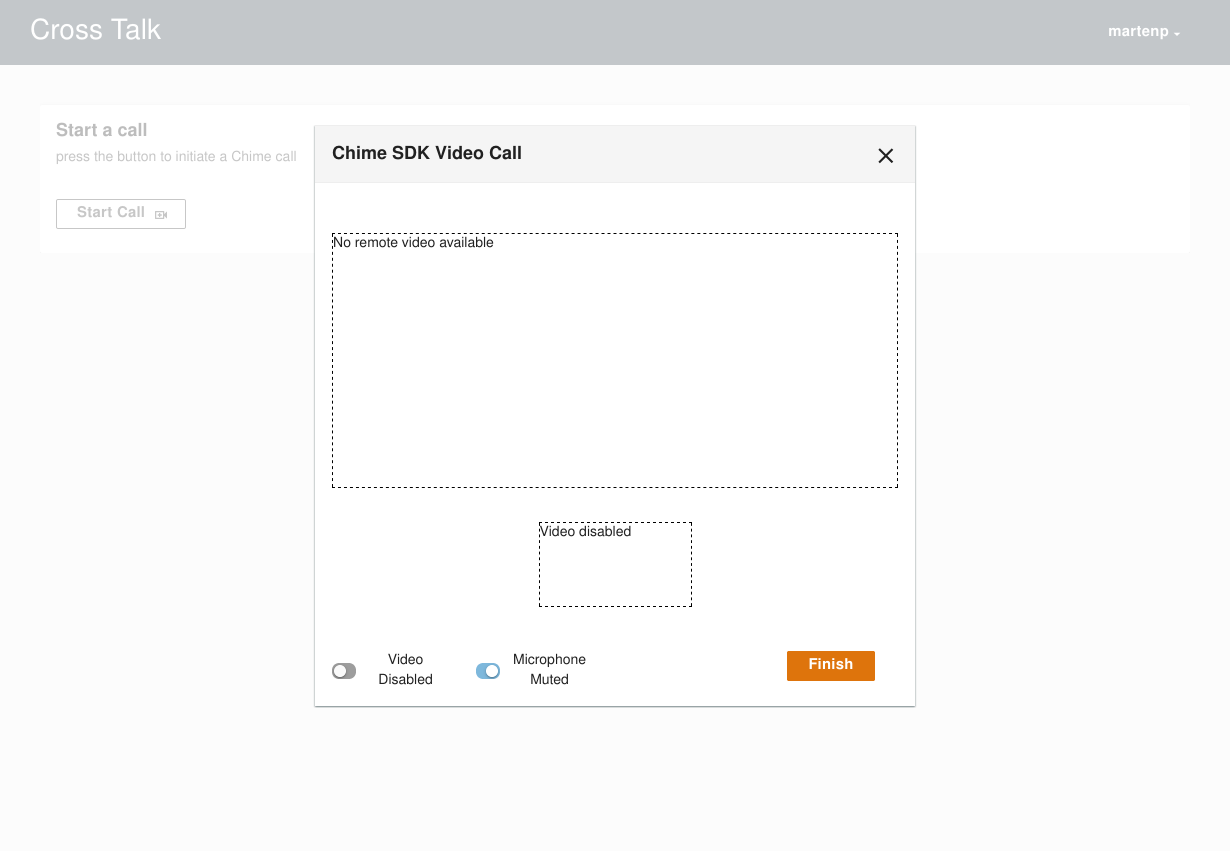 Cross Talk
martenp
Start a call
press the button to initiate a Chime call
Start Call
Chime SDK Video Call
No remote video available
Video disabled
Video
Disabled
Microphone
Muted
Finish